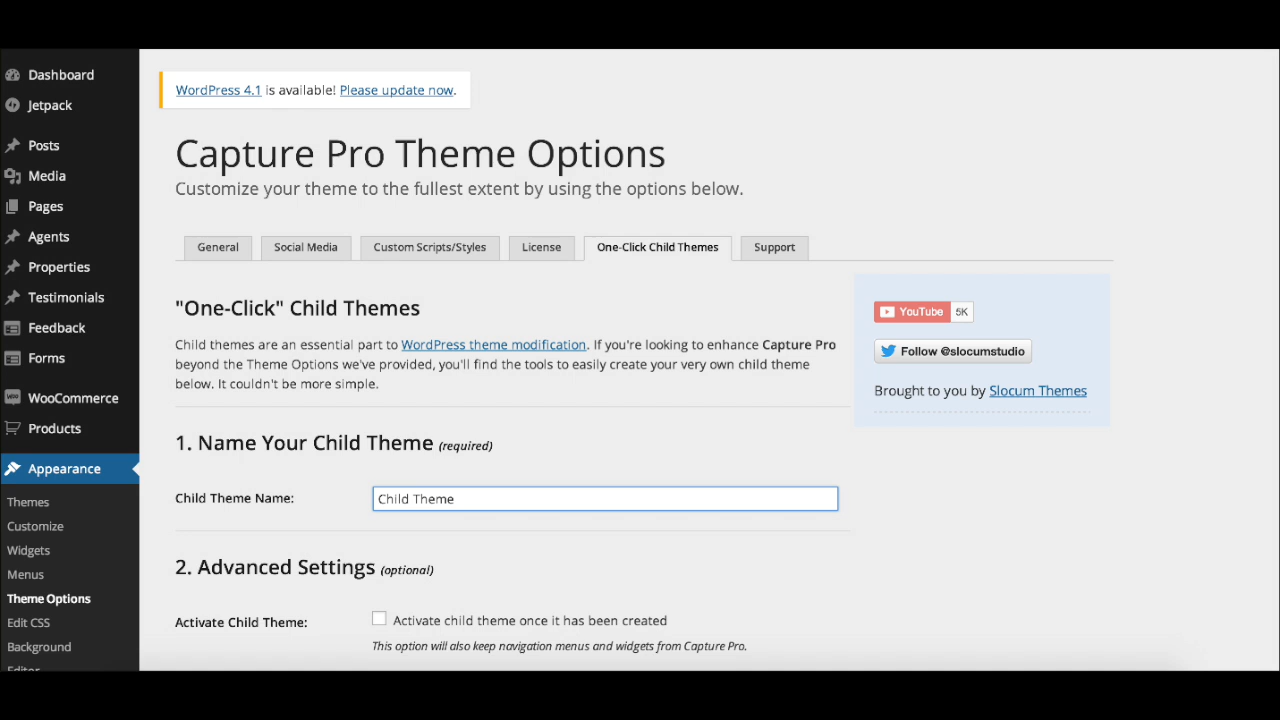 Dashboard
Jetpack
Posts
Media
Pages
Agents
Properties
Testimonials
Feedback
Forms
WooCommerce
Products
Appearance
Themes
Customize
Widgets
Menus
Theme Options
Edit CSS
Background
Editor
WordPress 4.1 is available! Please update now.
Capture Pro Theme Options
Customize your theme to the fullest extent by using the options below.
General Social Media Custom Scripts/Styles License One-Click Child Themes Support
"One-Click" Child Themes
Child themes are an essential part to WordPress theme modification. If you're looking to enhance Capture Pro
beyond the Theme Options we've provided, you'll find the tools to easily create your very own child theme
below. It couldn't be more simple.
1. Name Your Child Theme (required)
Child Theme Name: Child Theme
2. Advanced Settings (optional)
Activate Child Theme: Activate child theme once it has been created
This option will also keep navigation menus and widgets from Capture Pro.
YouTube 5K
Follow @slocumstudio
Brought to you by Slocum Themes